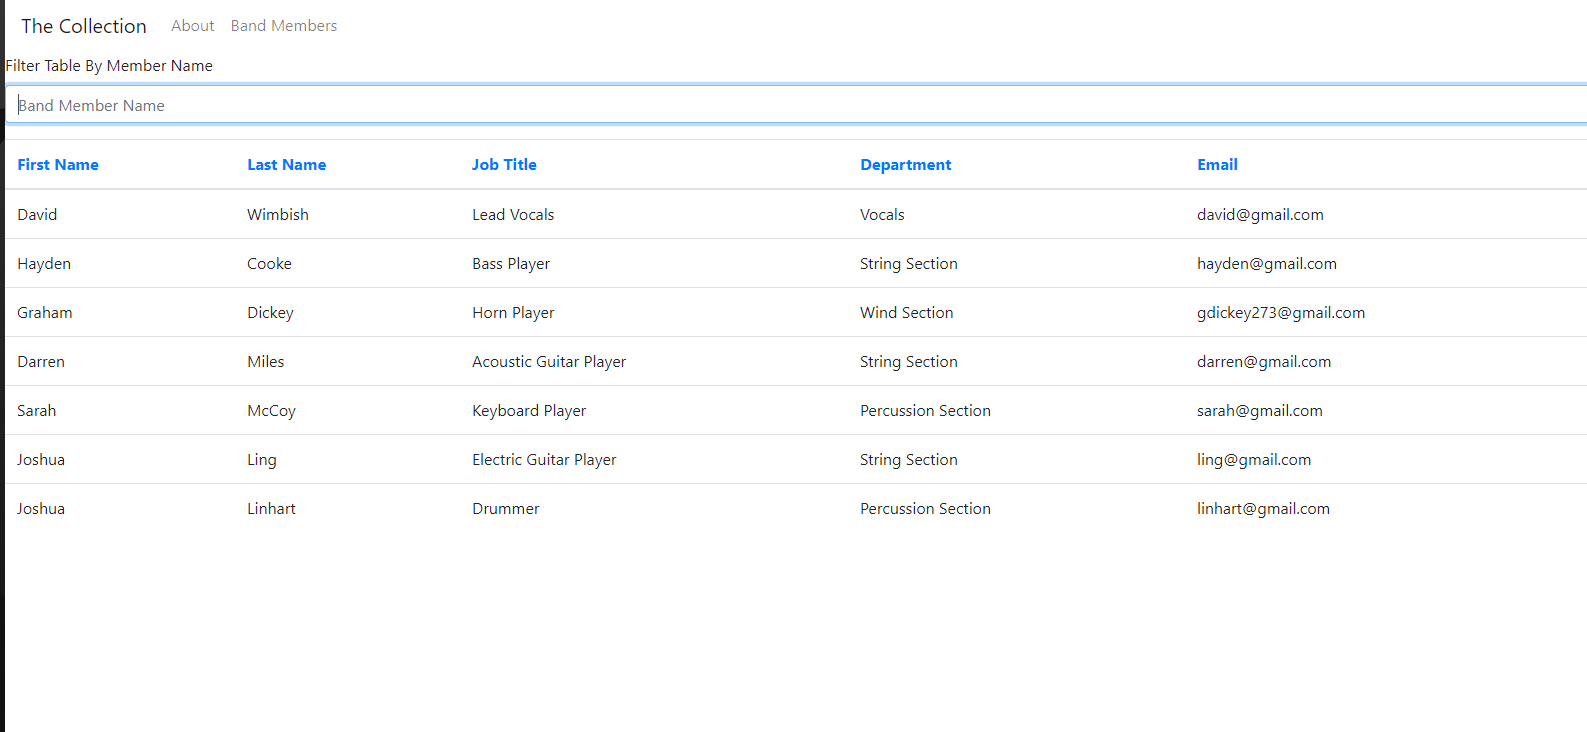 The Collection About Band Members
Filter Table By Member Name
Band Member Name
First Name Last Name Job Title Department Email
David Wimbish Lead Vocals Vocals david@gmail.com
Hayden Cooke Bass Player String Section hayden@gmail.com
Graham Dickey Horn Player Wind Section gdickey273@gmail.com
Darren Miles Acoustic Guitar Player String Section darren@gmail.com
Sarah McCoy Keyboard Player Percussion Section sarah@gmail.com
Joshua Ling Electric Guitar Player String Section ling@gmail.com
Joshua Linhart Drummer Percussion Section linhart@gmail.com